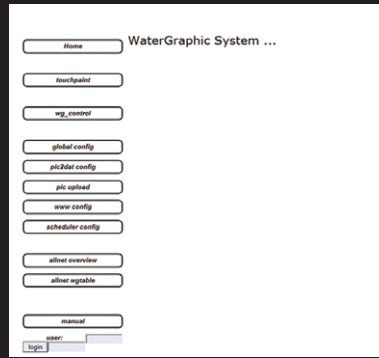 Home
WaterGraphic System ...
touchpaint
wg_control
global config
pic2dat config
pic upload
www config
scheduler config
allnet overview
allnet wgtable
manual
user:
login